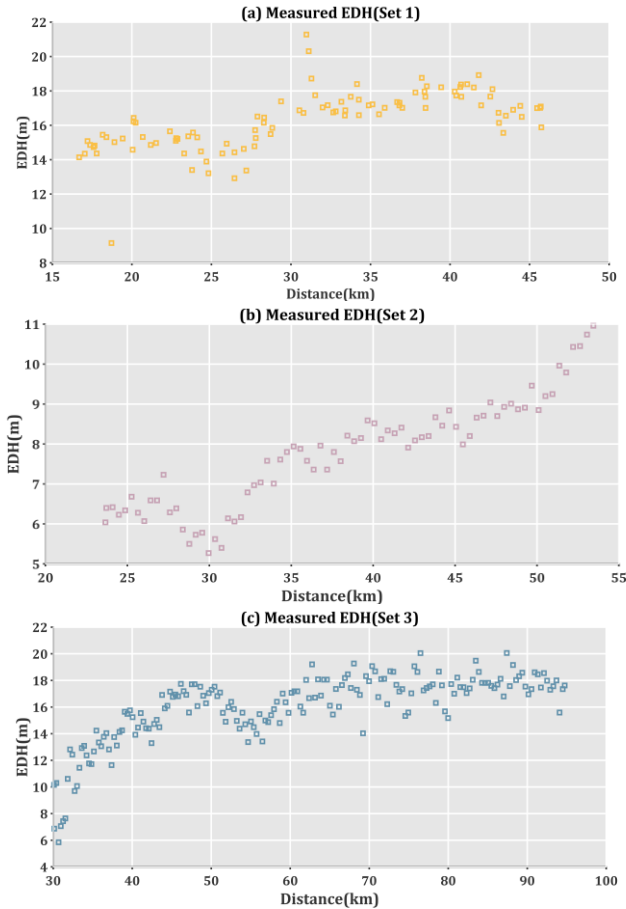 (a) Measured EDH(Set 1)
22
20
18
16
14
12
10
8
EDH(m)
15 20 25 30 35 40 45 50
Distance(km)
(b) Measured EDH(Set 2)
11
10
9
8
7
6
5
EDH(m)
20 25 30 35 40 45 50 55
Distance(km)
(c) Measured EDH(Set 3)
22
20
18
16
14
12
10
8
6
4
EDH(m)
30 40 50 60 70 80 90 100
Distance(km)